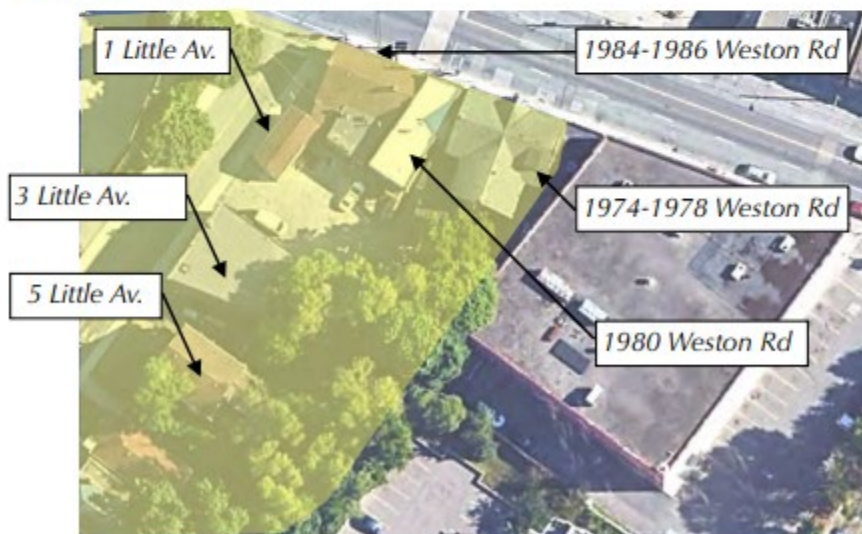 1 Little Av.
1984-1986 Weston Rd
3 Little Av.
1974-1978 Weston Rd
5 Little Av.
1980 Weston Rd